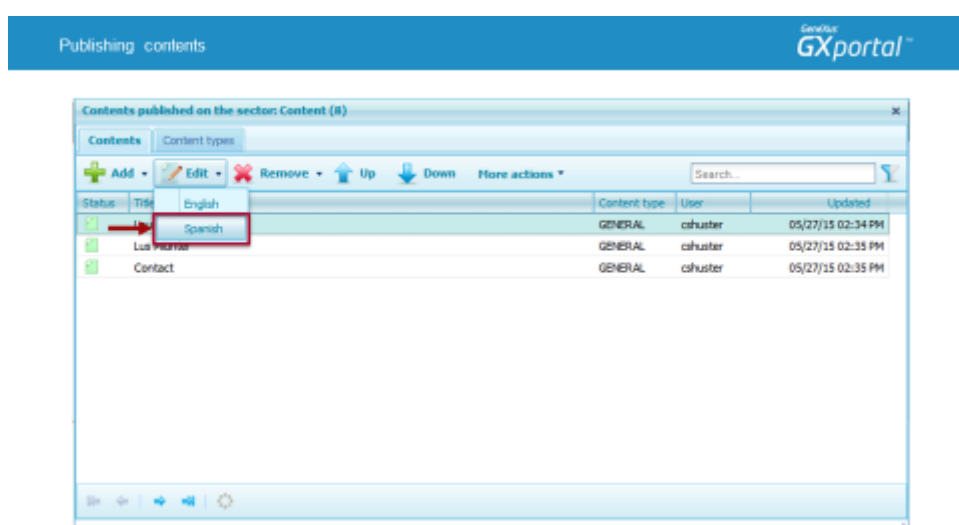 Publishing contents
GeneXus
GXportal™
Contents published on the sector: Content (8)
Contents Content types
Add Edit Remove Up Down More actions Search...
Status Title Content type User Updated
English
Spanish
GENERAL cshuster 05/27/15 02:34 PM
GENERAL cshuster 05/27/15 02:35 PM
Contact GENERAL cshuster 05/27/15 02:35 PM